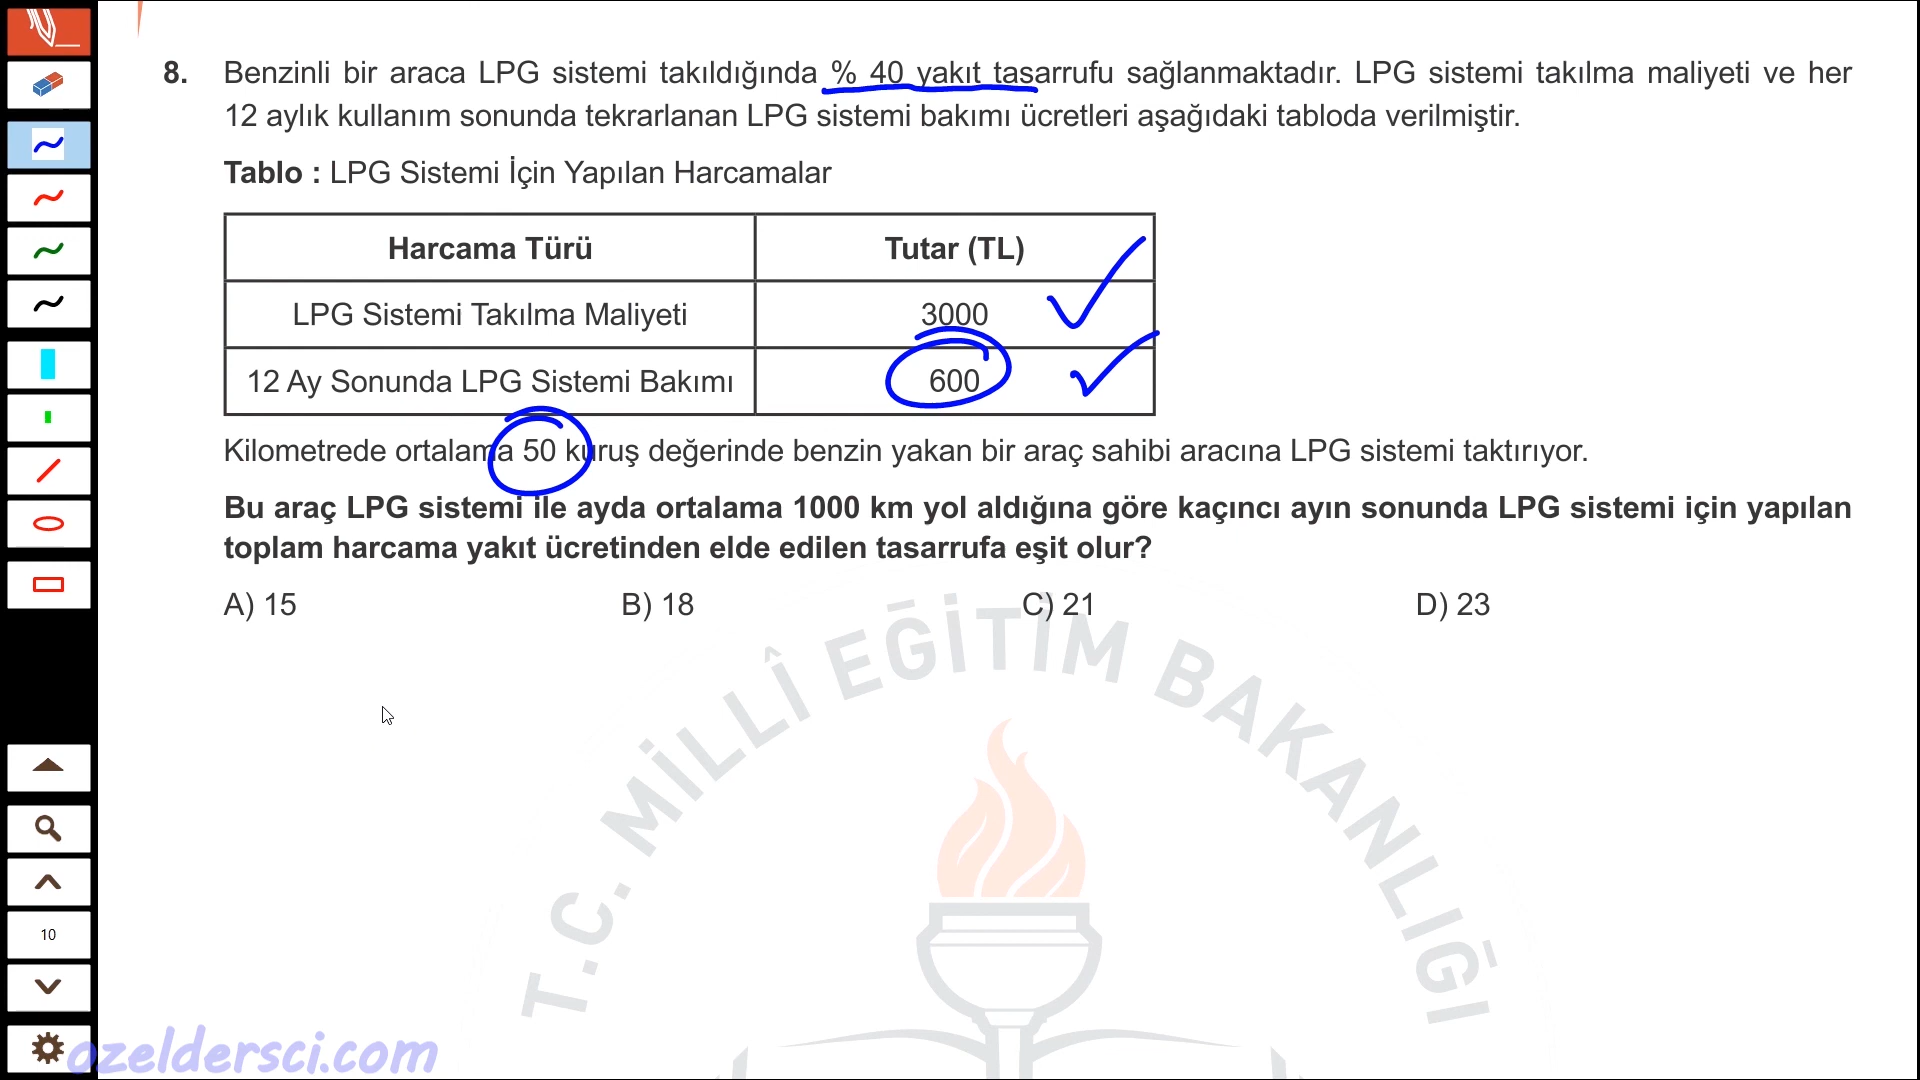 8. Benzinli bir araca LPG sistemi takıldığında % 40 yakıt tasarrufu sağlanmaktadır. LPG sistemi takılma maliyeti ve her
12 aylık kullanım sonunda tekrarlanan LPG sistemi bakımı ücretleri aşağıdaki tabloda verilmiştir.
Tablo : LPG Sistemi İçin Yapılan Harcamalar
Harcama Türü Tutar (TL)
LPG Sistemi Takılma Maliyeti 3000
12 Ay Sonunda LPG Sistemi Bakımı 600
Kilometrede ortalama 50 kuruş değerinde benzin yakan bir araç sahibi aracına LPG sistemi taktırıyor.
Bu araç LPG sistemi ile ayda ortalama 1000 km yol aldığına göre kaçıncı ayın sonunda LPG sistemi için yapılan
toplam harcama yakıt ücretinden elde edilen tasarrufa eşit olur?
A) 15 B) 18 C) 21 D) 23
T.C. MİLLÎ EĞİTİM BAKANLIĞI
10
ozeldersci.com